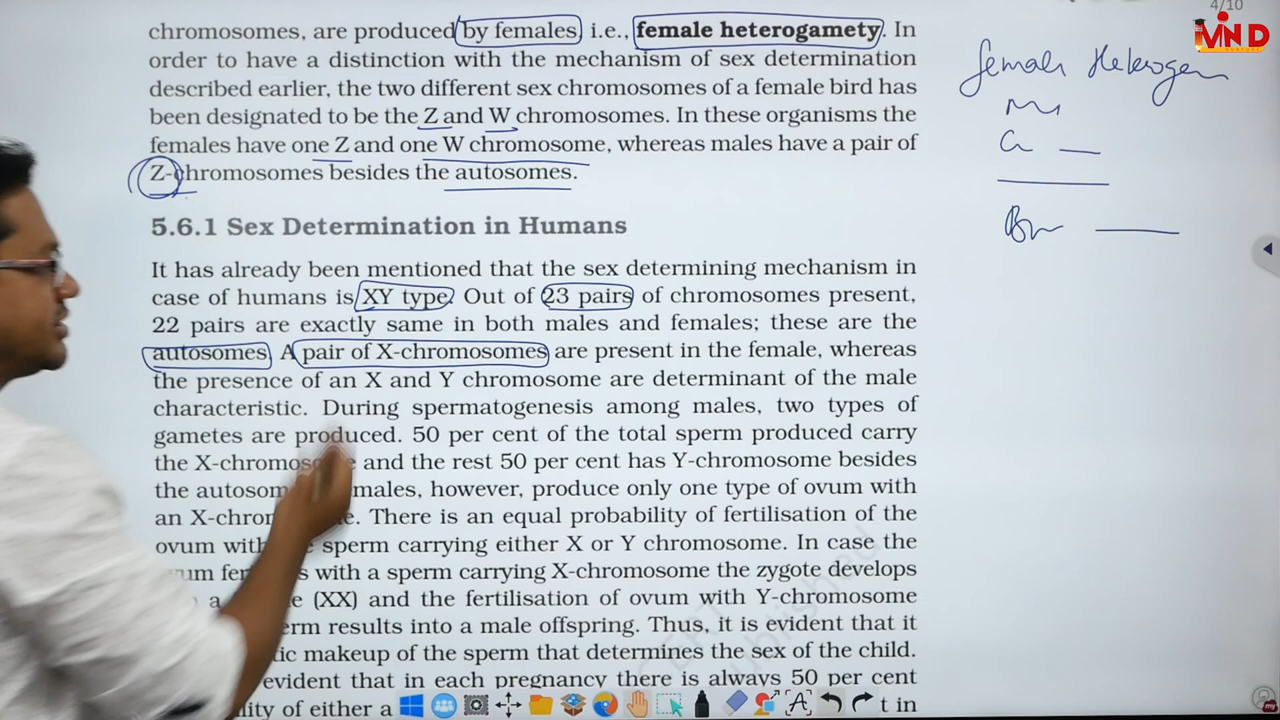 chromosomes, are produced by females i.e., female heterogamety. In
order to have a distinction with the mechanism of sex determination
described earlier, the two different sex chromosomes of a female bird has
been designated to be the Z and W chromosomes. In these organisms the
females have one Z and one W chromosome, whereas males have a pair of
Z-chromosomes besides the autosomes.
5.6.1 Sex Determination in Humans
It has already been mentioned that the sex determining mechanism in
case of humans is XY type. Out of 23 pairs of chromosomes present,
22 pairs are exactly same in both males and females; these are the
autosomes. A pair of X-chromosomes are present in the female, whereas
the presence of an X and Y chromosome are determinant of the male
characteristic. During spermatogenesis among males, two types of
gametes are produced. 50 per cent of the total sperm produced carry
the X-chromosome and the rest 50 per cent has Y-chromosome besides
the autosom males, however, produce only one type of ovum with
an X-chrom e. There is an equal probability of fertilisation of the
ovum with sperm carrying either X or Y chromosome. In case the
um fer s with a sperm carrying X-chromosome the zygote develops
a e (XX) and the fertilisation of ovum with Y-chromosome
erm results into a male offspring. Thus, it is evident that it
ic makeup of the sperm that determines the sex of the child.
evident that in each pregnancy there is always 50 per cent
lity of either a t in
4/10
MIND
female Heterogam
published